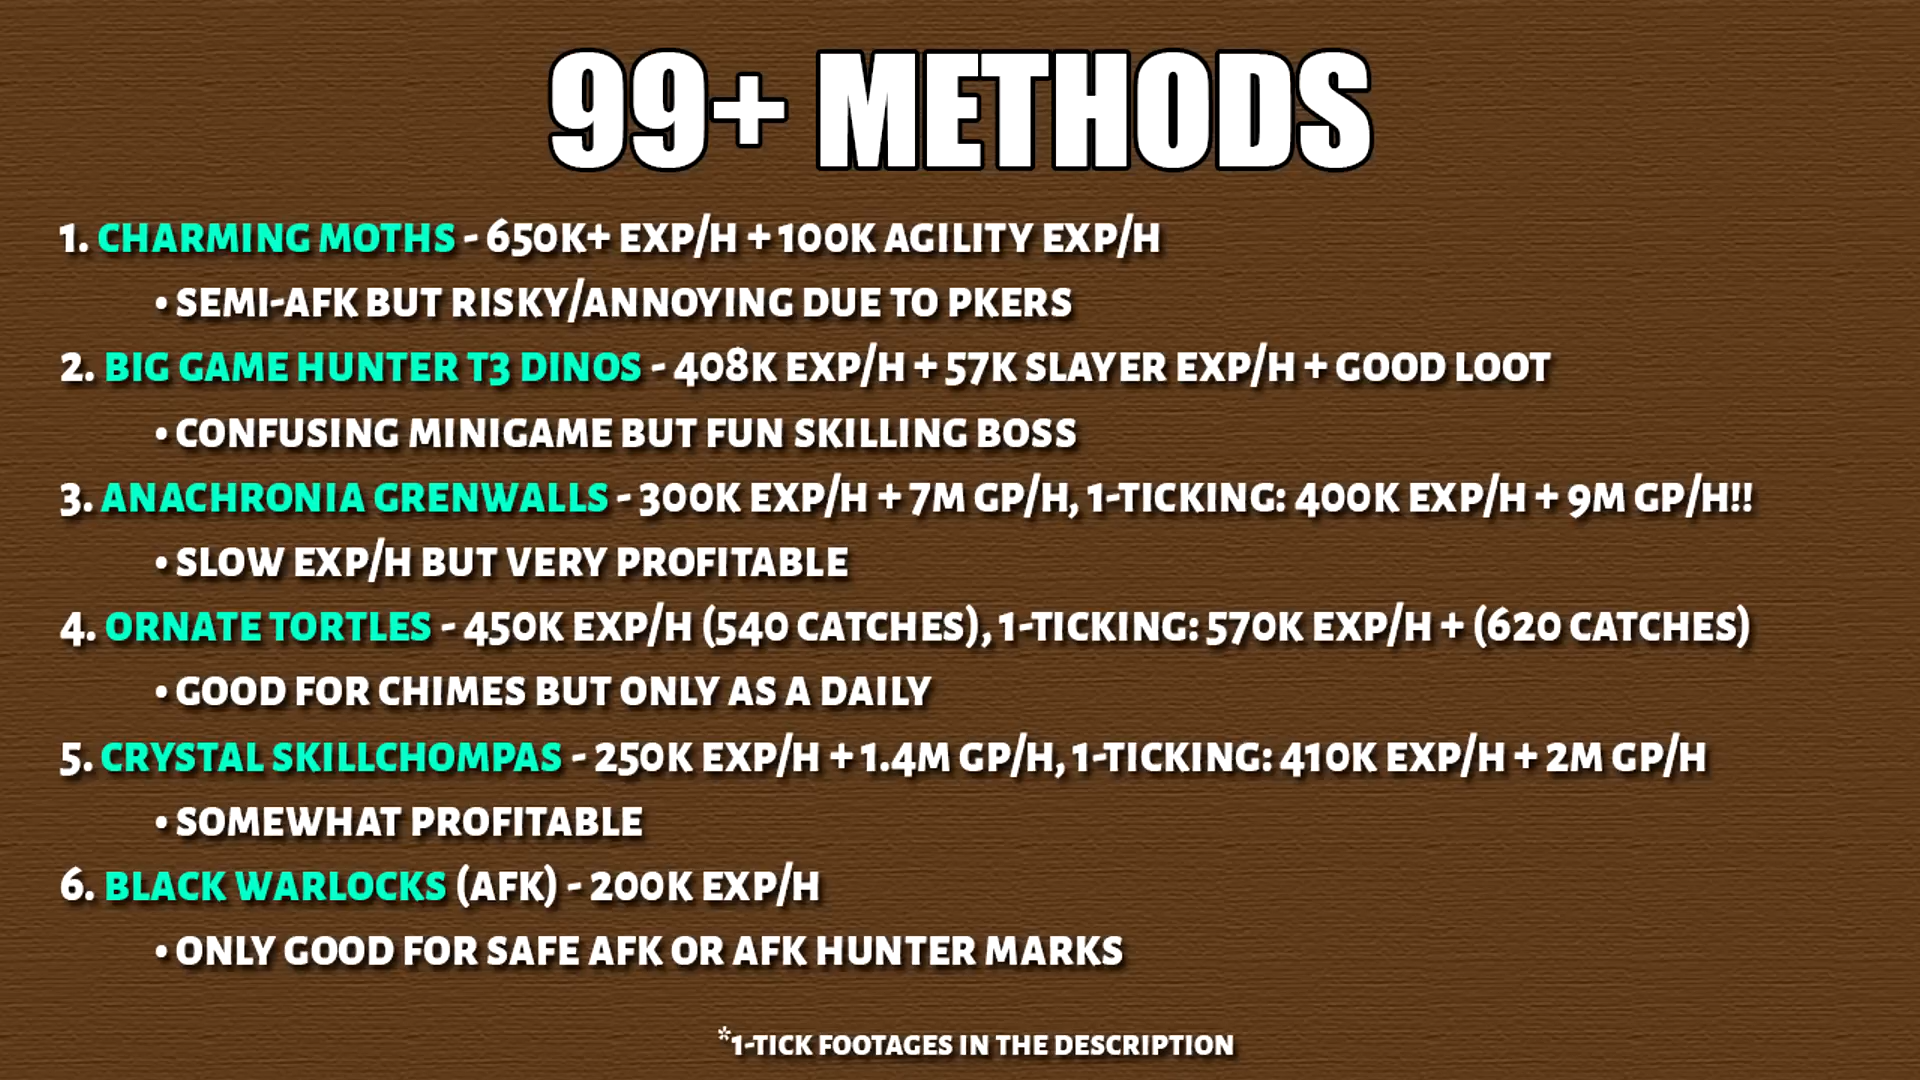 99+ METHODS
1. CHARMING MOTHS - 650K+ EXP/H + 100K AGILITY EXP/H
• SEMI-AFK BUT RISKY/ANNOYING DUE TO PKERS
2. BIG GAME HUNTER T3 DINOS - 408K EXP/H + 57K SLAYER EXP/H + GOOD LOOT
• CONFUSING MINIGAME BUT FUN SKILLING BOSS
3. ANACHRONIA GRENWALLS - 300K EXP/H + 7M GP/H, 1-TICKING: 400K EXP/H + 9M GP/H!!
• SLOW EXP/H BUT VERY PROFITABLE
4. ORNATE TORTLES - 450K EXP/H (540 CATCHES), 1-TICKING: 570K EXP/H + (620 CATCHES)
• GOOD FOR CHIMES BUT ONLY AS A DAILY
5. CRYSTAL SKILLCHOMPAS - 250K EXP/H + 1.4M GP/H, 1-TICKING: 410K EXP/H + 2M GP/H
• SOMEWHAT PROFITABLE
6. BLACK WARLOCKS (AFK) - 200K EXP/H
• ONLY GOOD FOR SAFE AFK OR AFK HUNTER MARKS
*1-TICK FOOTAGES IN THE DESCRIPTION